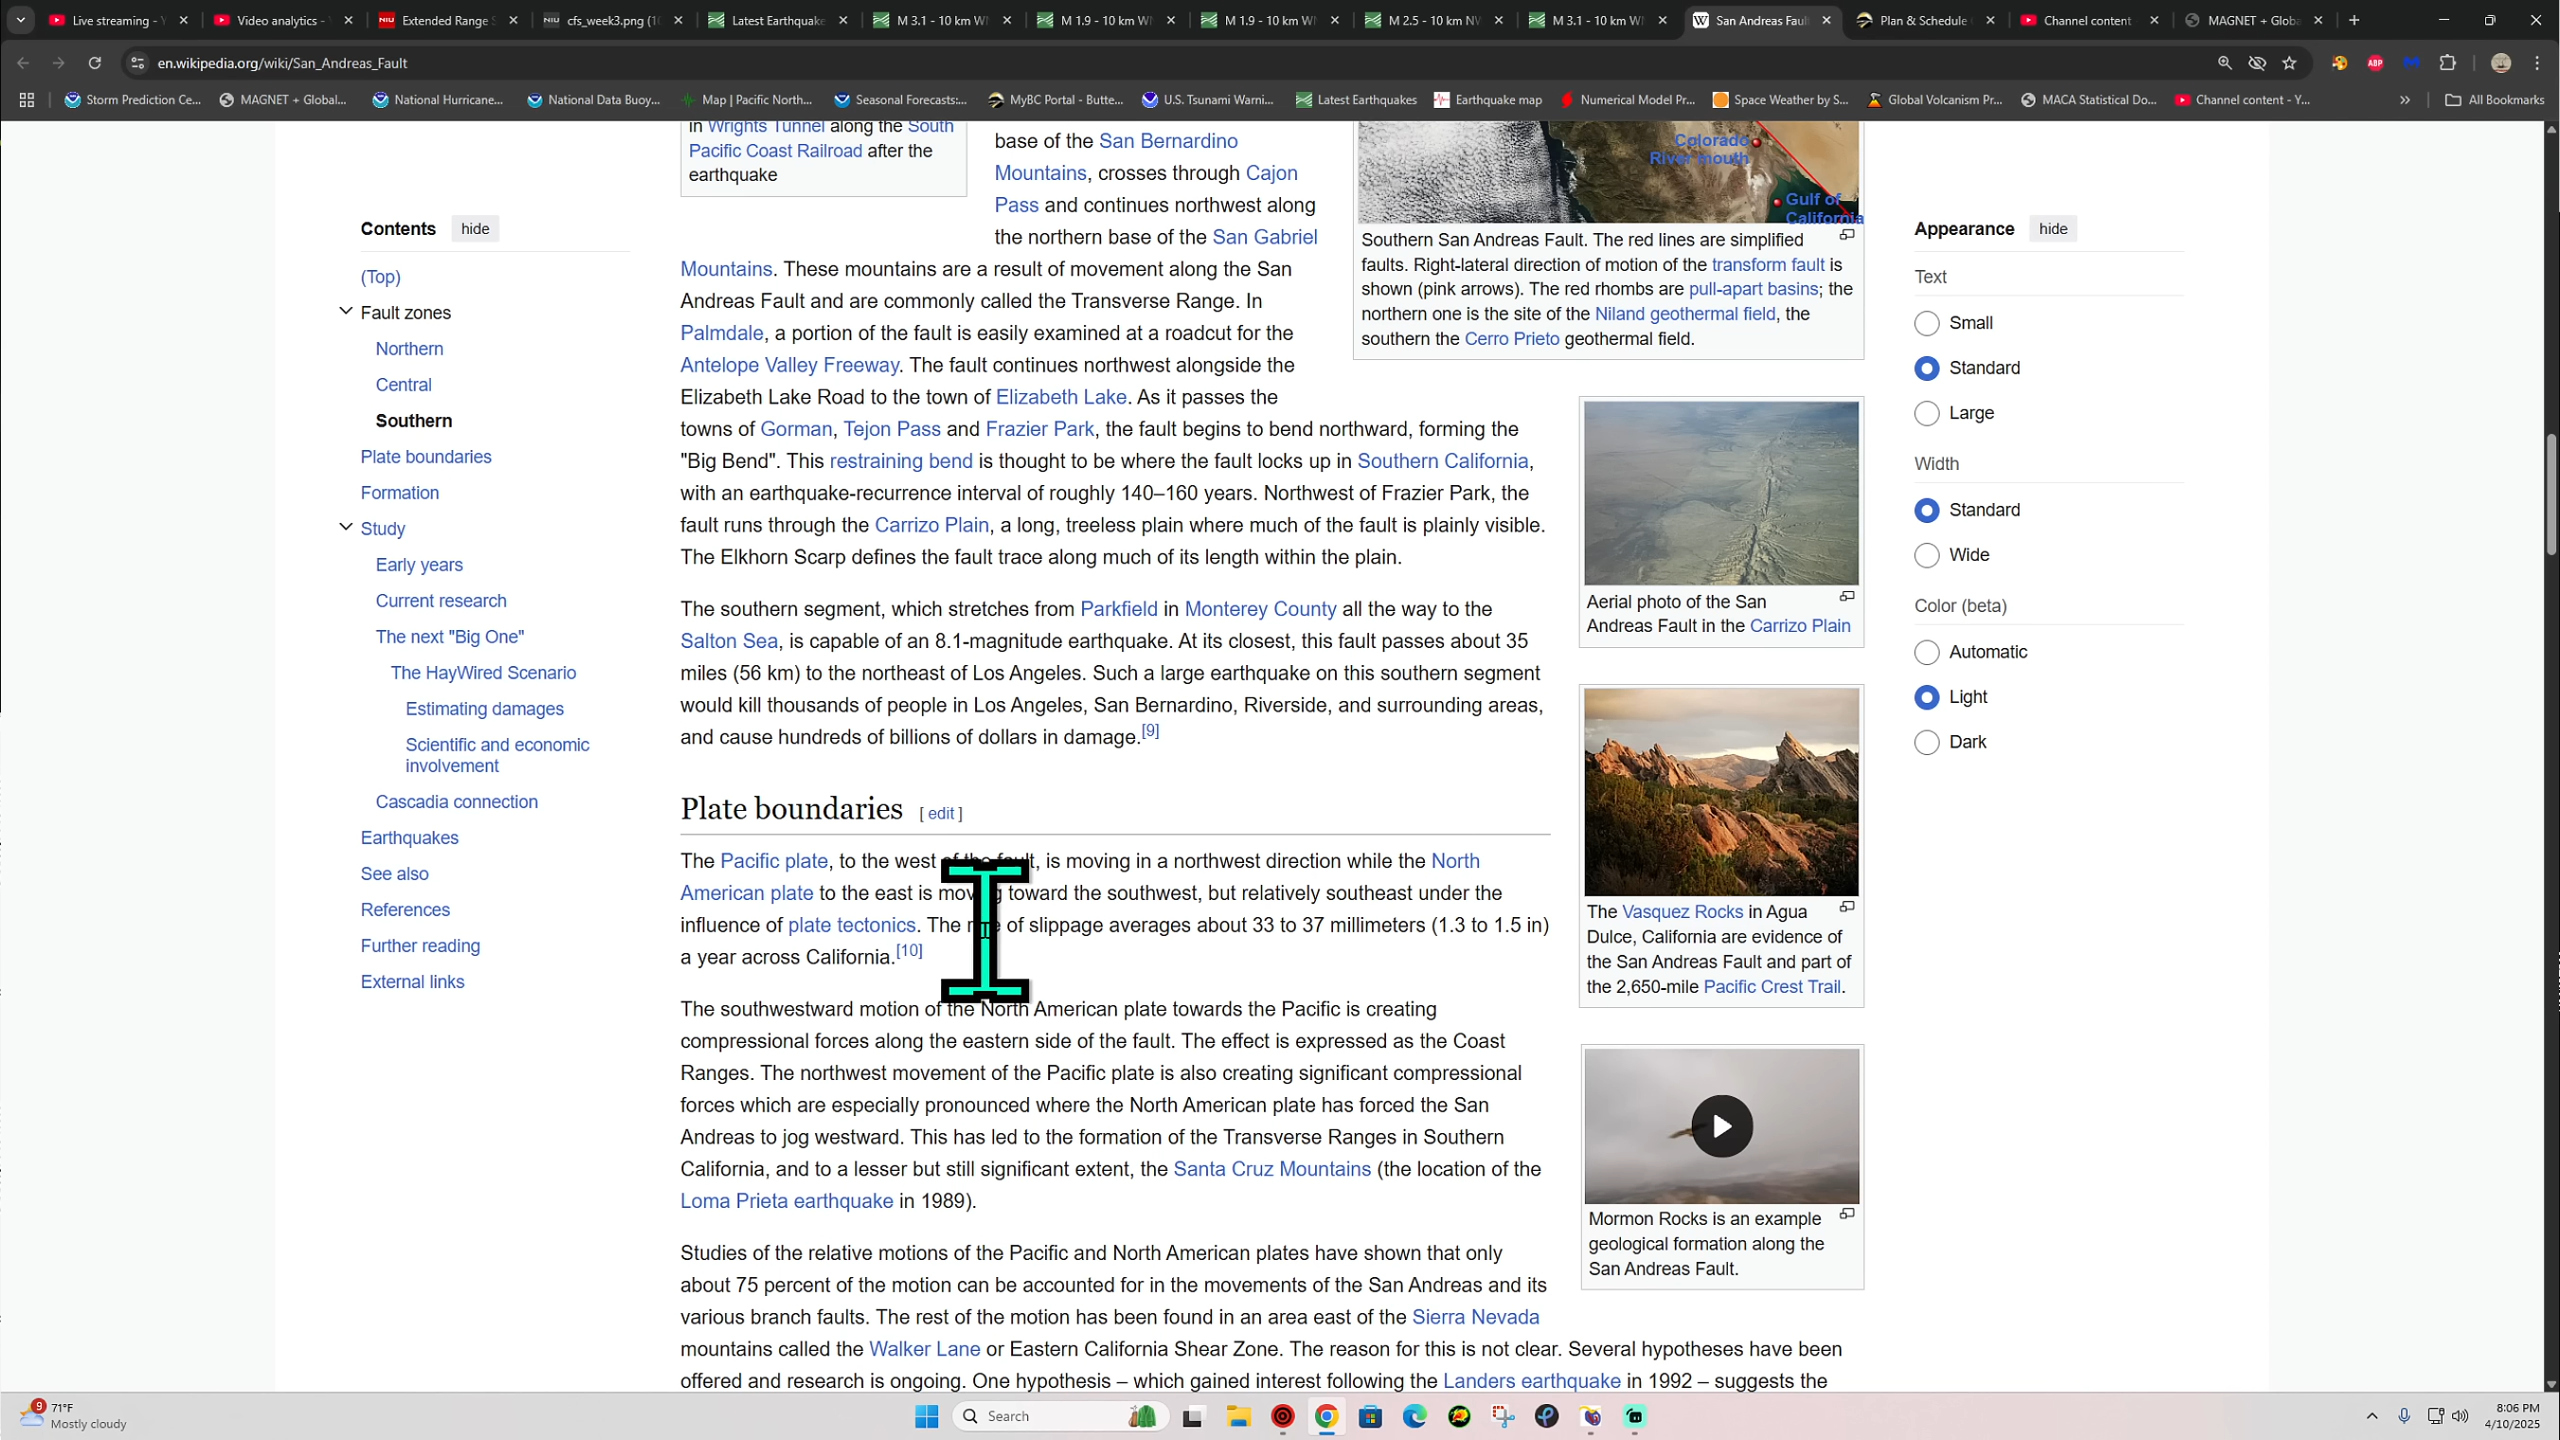 Live streaming - Y
Video analytics - Y
NIU Extended Range S
NIU cfs_week3.png (10
Latest Earthquake
M 3.1 - 10 km W
M 1.9 - 10 km W
M 1.9 - 10 km W
M 2.5 - 10 km NV
M 3.1 - 10 km W
W San Andreas Fault
Plan & Schedule
Channel content
MAGNET + Globa
en.wikipedia.org/wiki/San_Andreas_Fault
ABP
Storm Prediction Ce...
MAGNET + Global...
National Hurricane...
National Data Buoy...
Map | Pacific North...
Seasonal Forecasts:...
MyBC Portal - Butte...
U.S. Tsunami Warni...
Latest Earthquakes
Earthquake map
Numerical Model Pr...
Space Weather by S...
Global Volcanism Pr...
MACA Statistical Do...
Channel content - Y...
All Bookmarks
Contents hide
(Top)
Fault zones
Northern
Central
Southern
Plate boundaries
Formation
Study
Early years
Current research
The next "Big One"
The HayWired Scenario
Estimating damages
Scientific and economic
involvement
Cascadia connection
Earthquakes
See also
References
Further reading
External links
in Wrights Tunnel along the South
Pacific Coast Railroad after the
earthquake
base of the San Bernardino
Mountains, crosses through Cajon
Pass and continues northwest along
the northern base of the San Gabriel
Mountains. These mountains are a result of movement along the San
Andreas Fault and are commonly called the Transverse Range. In
Palmdale, a portion of the fault is easily examined at a roadcut for the
Antelope Valley Freeway. The fault continues northwest alongside the
Elizabeth Lake Road to the town of Elizabeth Lake. As it passes the
towns of Gorman, Tejon Pass and Frazier Park, the fault begins to bend northward, forming the
"Big Bend". This restraining bend is thought to be where the fault locks up in Southern California,
with an earthquake-recurrence interval of roughly 140–160 years. Northwest of Frazier Park, the
fault runs through the Carrizo Plain, a long, treeless plain where much of the fault is plainly visible.
The Elkhorn Scarp defines the fault trace along much of its length within the plain.
The southern segment, which stretches from Parkfield in Monterey County all the way to the
Salton Sea, is capable of an 8.1-magnitude earthquake. At its closest, this fault passes about 35
miles (56 km) to the northeast of Los Angeles. Such a large earthquake on this southern segment
would kill thousands of people in Los Angeles, San Bernardino, Riverside, and surrounding areas,
and cause hundreds of billions of dollars in damage.[9]
Plate boundaries [ edit ]
The Pacific plate, to the west of the fault, is moving in a northwest direction while the North
American plate to the east is moving toward the southwest, but relatively southeast under the
influence of plate tectonics. The rate of slippage averages about 33 to 37 millimeters (1.3 to 1.5 in)
a year across California.[10]
The southwestward motion of the North American plate towards the Pacific is creating
compressional forces along the eastern side of the fault. The effect is expressed as the Coast
Ranges. The northwest movement of the Pacific plate is also creating significant compressional
forces which are especially pronounced where the North American plate has forced the San
Andreas to jog westward. This has led to the formation of the Transverse Ranges in Southern
California, and to a lesser but still significant extent, the Santa Cruz Mountains (the location of the
Loma Prieta earthquake in 1989).
Studies of the relative motions of the Pacific and North American plates have shown that only
about 75 percent of the motion can be accounted for in the movements of the San Andreas and its
various branch faults. The rest of the motion has been found in an area east of the Sierra Nevada
mountains called the Walker Lane or Eastern California Shear Zone. The reason for this is not clear. Several hypotheses have been
offered and research is ongoing. One hypothesis – which gained interest following the Landers earthquake in 1992 – suggests the
Colorado
River mouth
Gulf of
California
Southern San Andreas Fault. The red lines are simplified
faults. Right-lateral direction of motion of the transform fault is
shown (pink arrows). The red rhombs are pull-apart basins; the
northern one is the site of the Niland geothermal field, the
southern the Cerro Prieto geothermal field.
Aerial photo of the San
Andreas Fault in the Carrizo Plain
The Vasquez Rocks in Agua
Dulce, California are evidence of
the San Andreas Fault and part of
the 2,650-mile Pacific Crest Trail.
Mormon Rocks is an example
geological formation along the
San Andreas Fault.
Appearance hide
Text
Small
Standard
Large
Width
Standard
Wide
Color (beta)
Automatic
Light
Dark
9
71°F
Mostly cloudy
Search
8:06 PM
4/10/2025